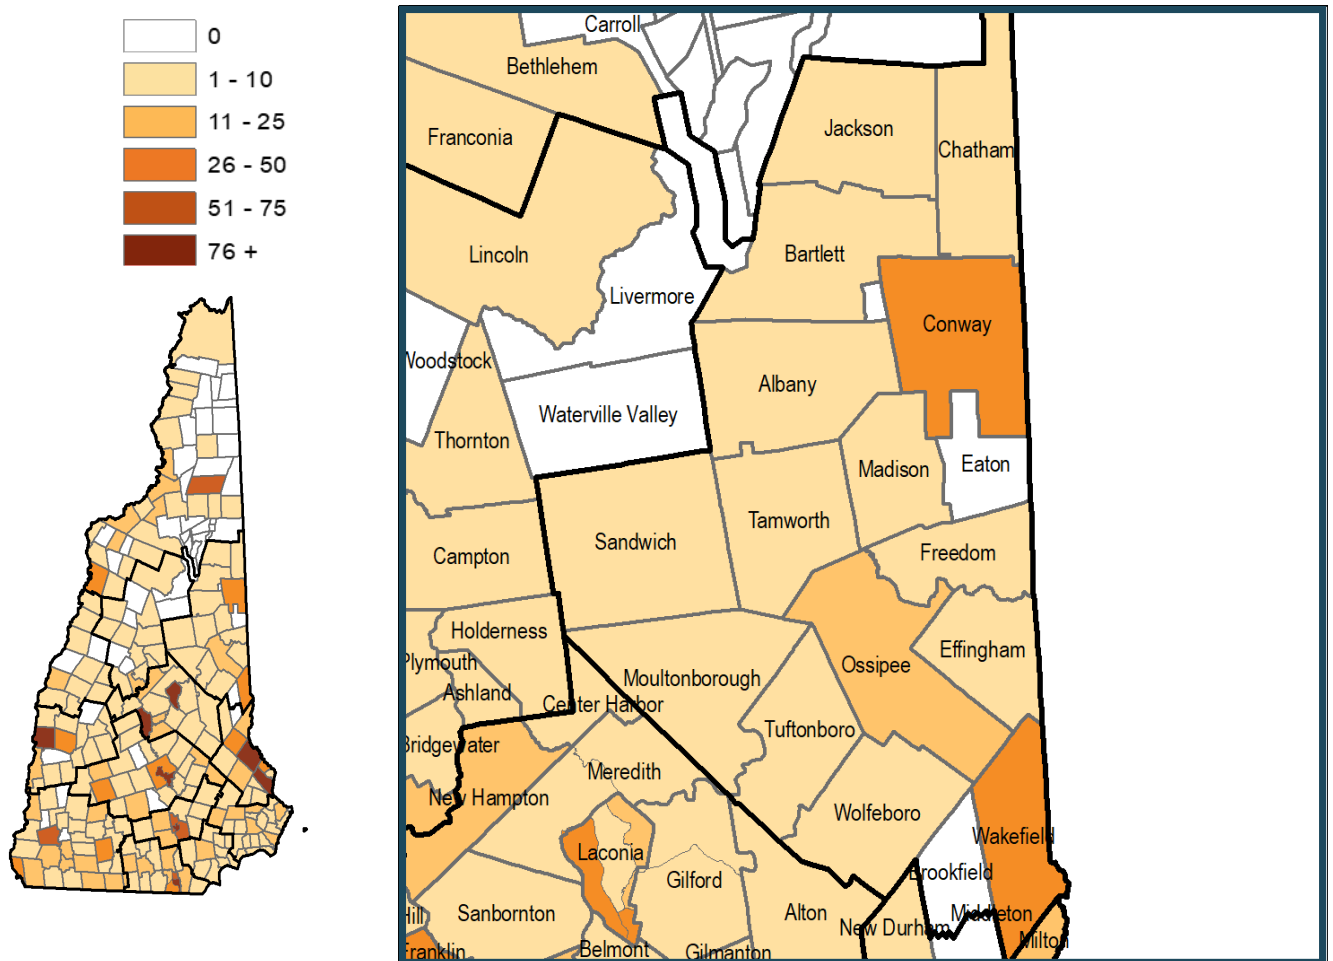 0
1 - 10
11 - 25
26 - 50
51 - 75
76 +
Carroll
Bethlehem
Franconia
Jackson
Chatham
Lincoln
Bartlett
Livermore
Conway
Woodstock
Albany
Waterville Valley
Thornton
Madison
Eaton
Tamworth
Sandwich
Campton
Freedom
Holderness
Effingham
Plymouth
Ossipee
Moultonborough
Ashland
Center Harbor
Tuftonboro
Bridgewater
Meredith
New Hampton
Wolfeboro
Wakefield
Laconia
Brookfield
Gilford
Sanbornton
Alton
Middleton
Hill
New Durham
Milton
Franklin
Belmont
Gilmanton